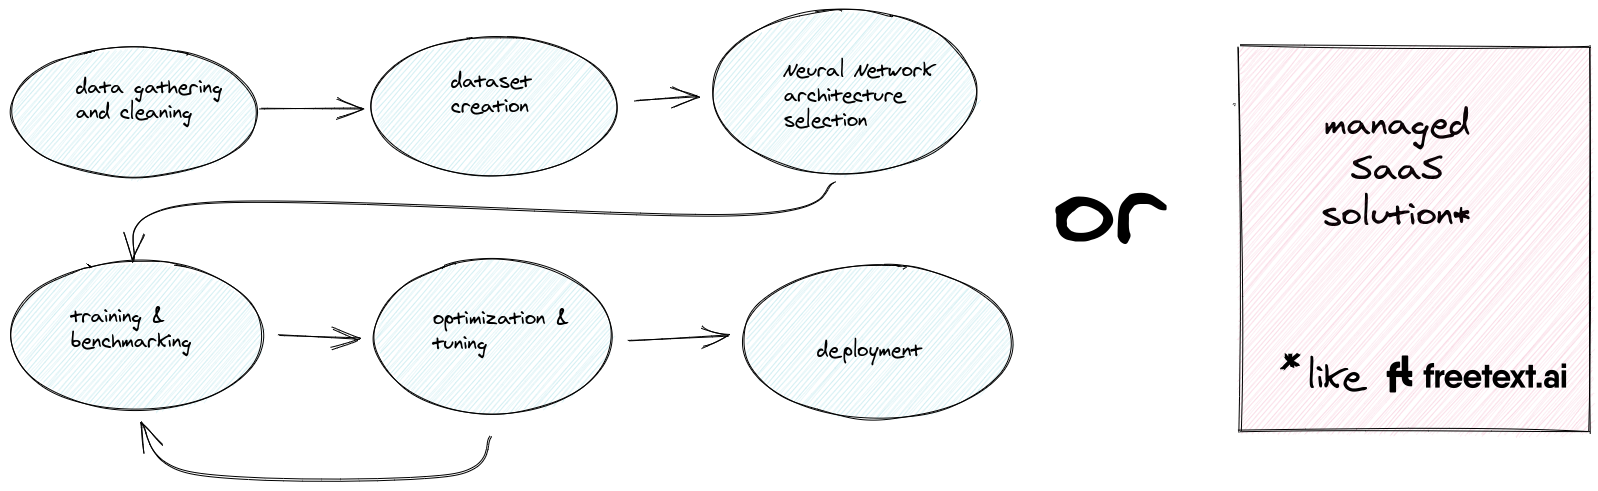 data gathering
and cleaning
dataset
creation
Neural Network
architecture
selection
training &
benchmarking
optimization &
tuning
deployment
or
managed
SaaS
solution*
*like ft freetext.ai